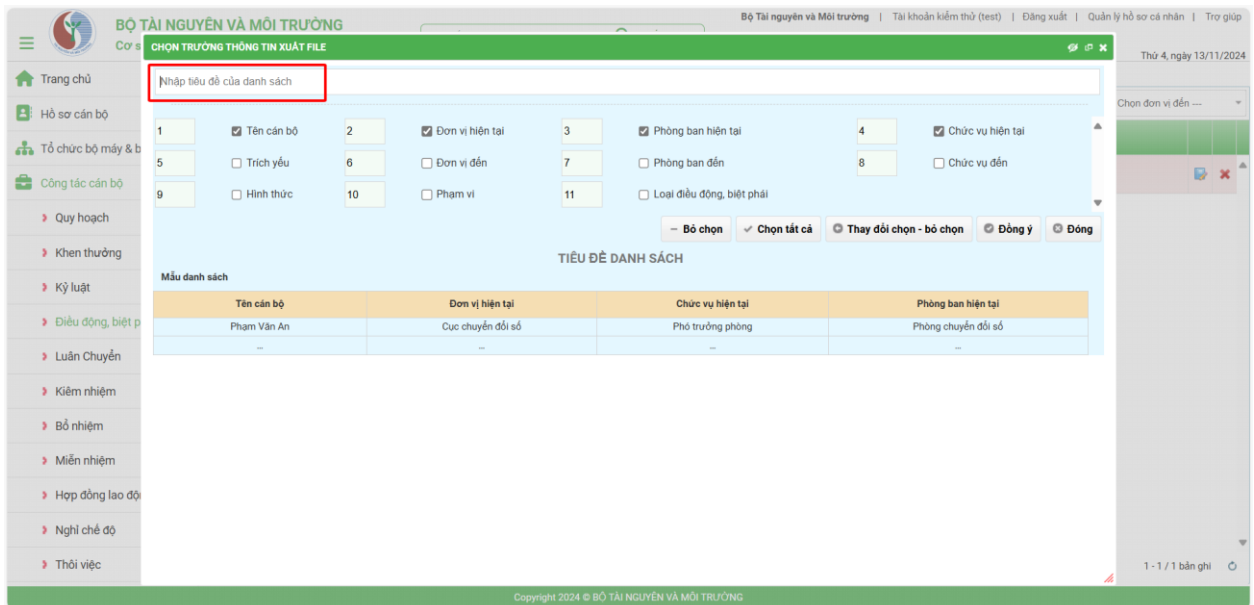 BỘ TÀI NGUYÊN VÀ MÔI TRƯỜNG
Bộ Tài nguyên và Môi trường | Tài khoản kiểm thử (test) | Đăng xuất | Quản lý hồ sơ cá nhân | Trợ giúp
Cơ s
Thứ 4, ngày 13/11/2024
CHỌN TRƯỜNG THÔNG TIN XUẤT FILE
Nhập tiêu đề của danh sách
Chọn đơn vị đến ---
1 Tên cán bộ 2 Đơn vị hiện tại 3 Phòng ban hiện tại 4 Chức vụ hiện tại
5 Trích yếu 6 Đơn vị đến 7 Phòng ban đến 8 Chức vụ đến
9 Hình thức 10 Phạm vi 11 Loại điều động, biệt phái
Bỏ chọn Chọn tất cả Thay đổi chọn - bỏ chọn Đồng ý Đóng
TIÊU ĐỀ DANH SÁCH
Mẫu danh sách
Tên cán bộ Đơn vị hiện tại Chức vụ hiện tại Phòng ban hiện tại
Phạm Văn An Cục chuyển đổi số Phó trưởng phòng Phòng chuyển đổi số
... ... ... ...
Trang chủ
Hồ sơ cán bộ
Tổ chức bộ máy & b
Công tác cán bộ
Quy hoạch
Khen thưởng
Kỷ luật
Điều động, biệt p
Luân Chuyển
Kiêm nhiệm
Bổ nhiệm
Miễn nhiệm
Hợp đồng lao độ
Nghỉ chế độ
Thôi việc
1 - 1 / 1 bản ghi
Copyright 2024 © BỘ TÀI NGUYÊN VÀ MÔI TRƯỜNG